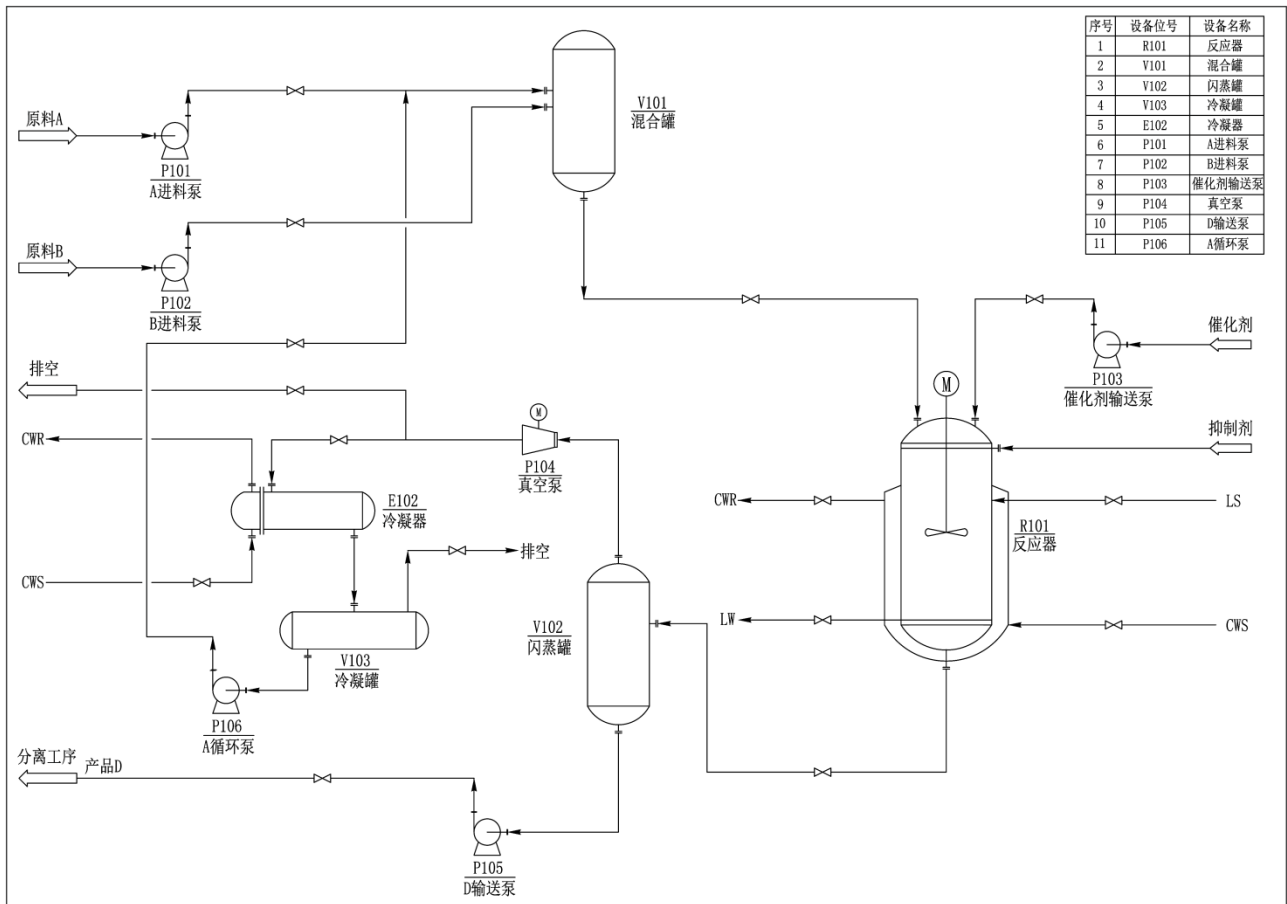 序号 设备位号 设备名称
1 R101 反应器
2 V101 混合罐
3 V102 闪蒸罐
4 V103 冷凝罐
5 E102 冷凝器
6 P101 A进料泵
7 P102 B进料泵
8 P103 催化剂输送泵
9 P104 真空泵
10 P105 D输送泵
11 P106 A循环泵
V101
混合罐
原料A
P101
A进料泵
原料B
P102
B进料泵
催化剂
P103
催化剂输送泵
排空
M
M
抑制剂
CWR
P104
真空泵
E102
冷凝器
CWR
LS
R101
反应器
排空
CWS
V102
闪蒸罐
LW
CWS
V103
冷凝罐
P106
A循环泵
分离工序
产品D
P105
D输送泵